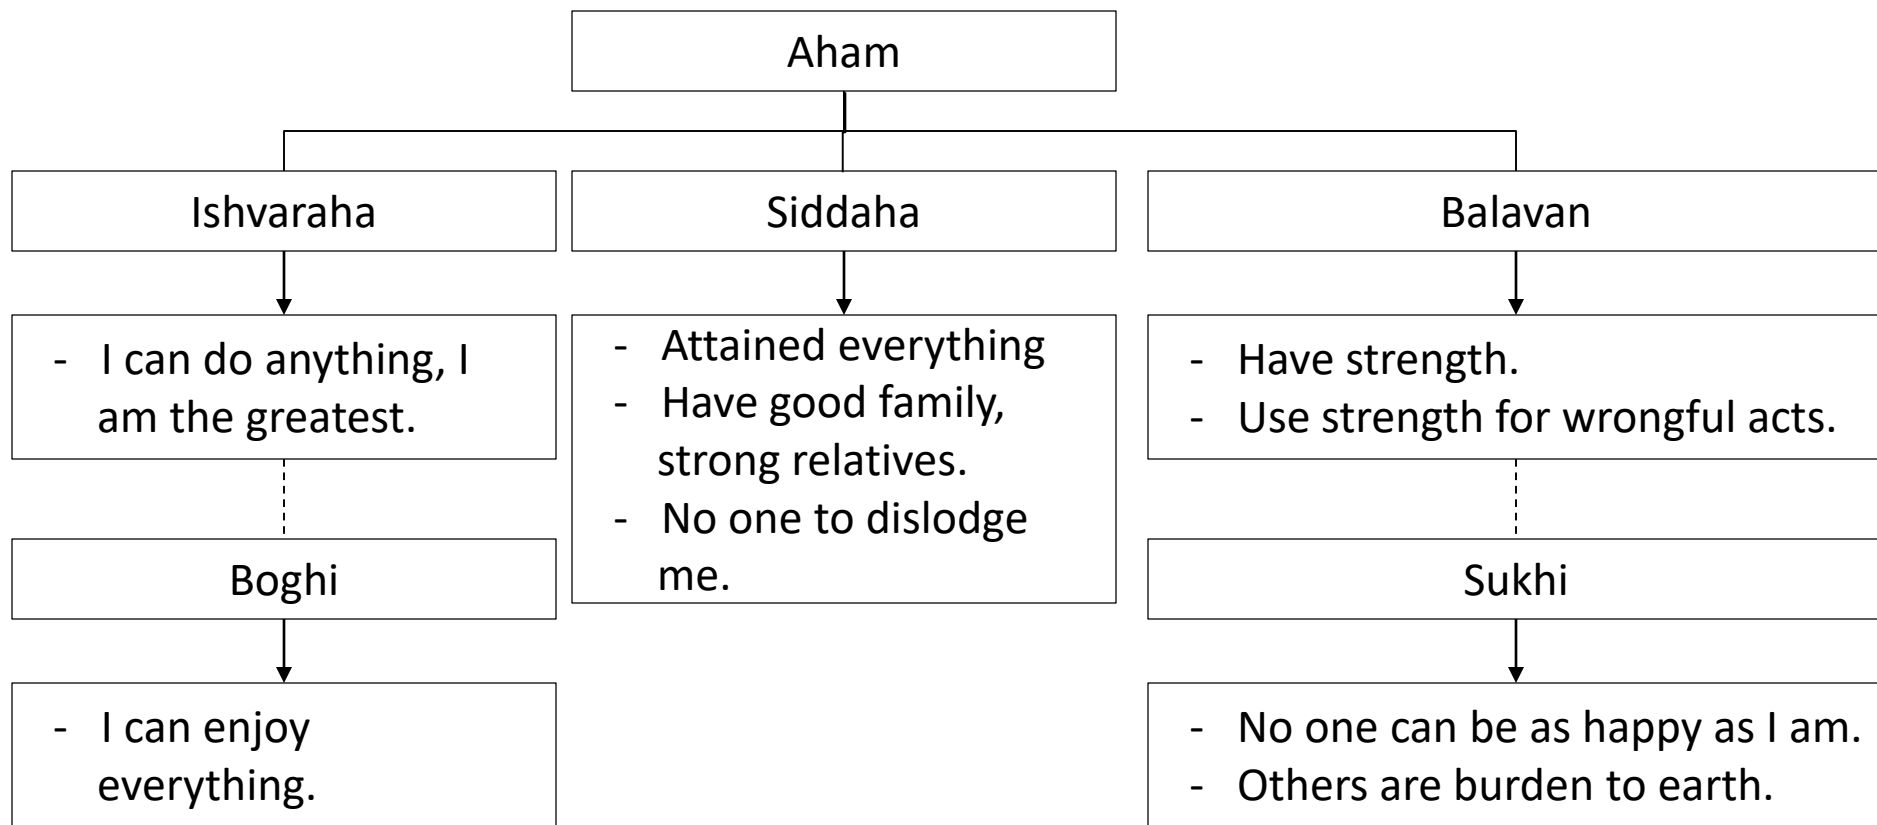 Aham
Ishvaraha
Siddaha
Balavan
- I can do anything, I
am the greatest.
- Attained everything
- Have good family,
strong relatives.
- No one to dislodge
me.
- Have strength.
- Use strength for wrongful acts.
Boghi
Sukhi
- I can enjoy
everything.
- No one can be as happy as I am.
- Others are burden to earth.